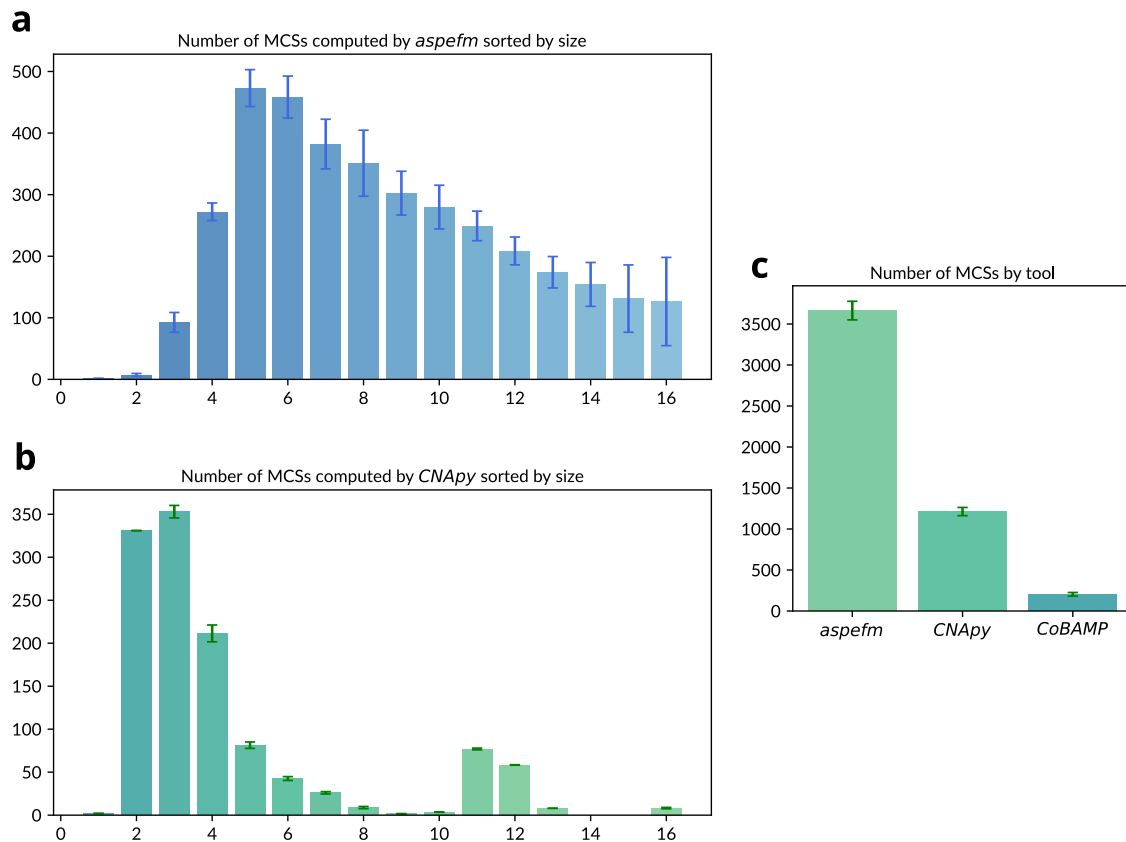 a
Number of MCSs computed by aspefm sorted by size
500
400
300
200
100
0
0 2 4 6 8 10 12 14 16
b
Number of MCSs computed by CNApy sorted by size
350
300
250
200
150
100
50
0
0 2 4 6 8 10 12 14 16
c
Number of MCSs by tool
3500
3000
2500
2000
1500
1000
500
0
aspefm CNApy CoBAMP